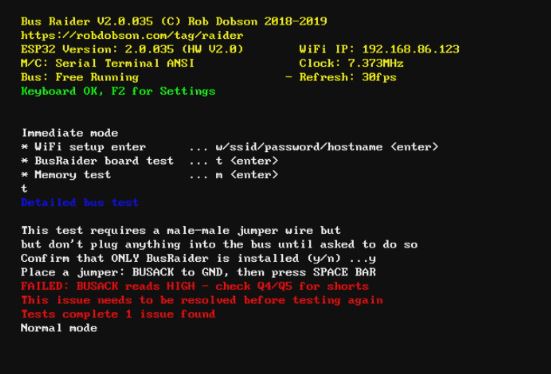 Bus Raider V2.0.035 (C) Rob Dobson 2018-2019
https://robdobson.com/tag/raider
ESP32 Version: 2.0.035 (HW V2.0) WiFi IP: 192.168.86.123
M/C: Serial Terminal ANSI Clock: 7.373MHz
Bus: Free Running - Refresh: 30fps
Keyboard OK, F2 for Settings
Immediate mode
* WiFi setup enter ... w/ssid/password/hostname <enter>
* BusRaider board test ... t <enter>
* Memory test ... m <enter>
t
Detailed bus test
This test requires a male-male jumper wire but
but don't plug anything into the bus until asked to do so
Confirm that ONLY BusRaider is installed (y/n) ...y
Place a jumper: BUSACK to GND, then press SPACE BAR
FAILED: BUSACK reads HIGH - check Q4/Q5 for shorts
This issue needs to be resolved before testing again
Tests complete 1 issue found
Normal mode